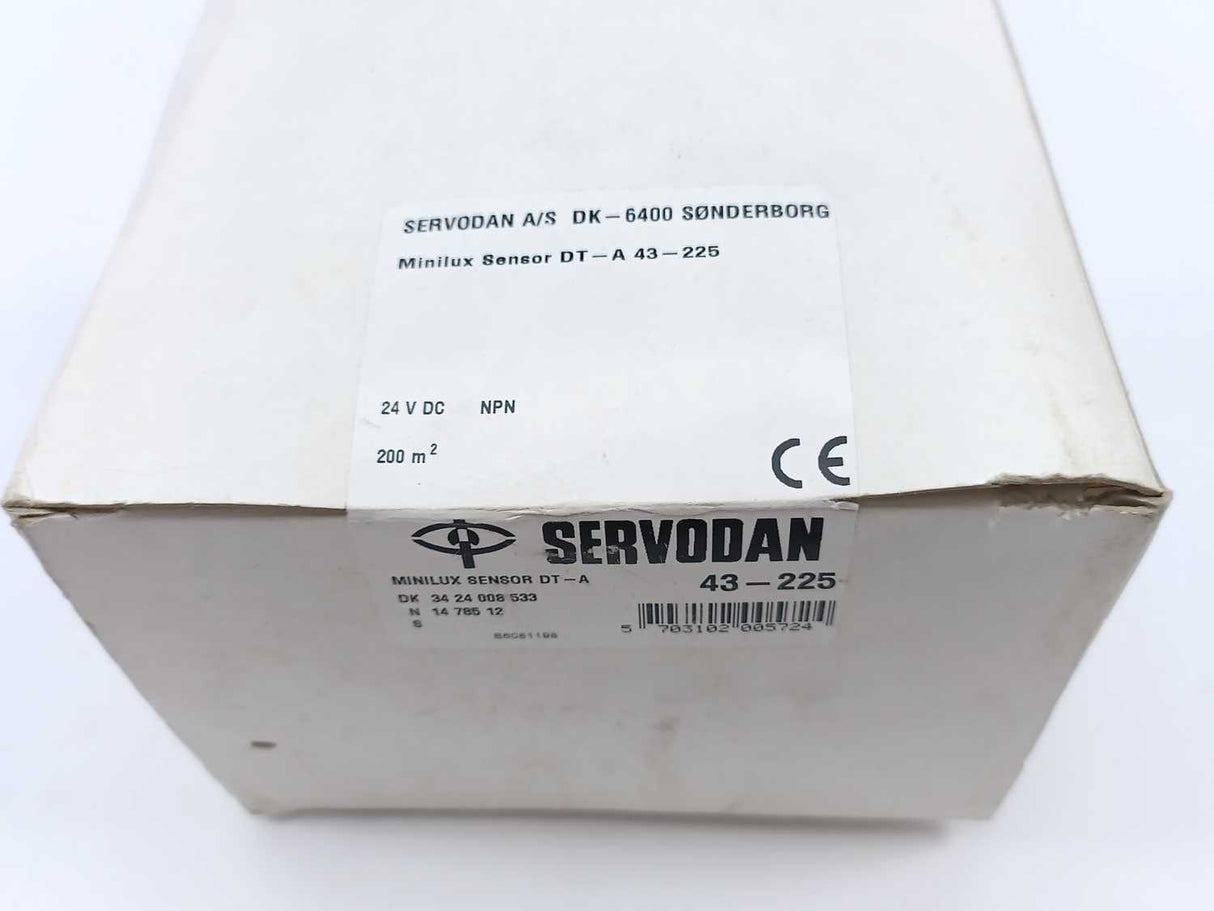 SERVODAN A/S DK-6400 SØNDERBORG
Minilux Sensor DT-A 43-225
24 V DC NPN
200 m²
CE
SERVODAN
MINILUX SENSOR DT-A 43-225
DK 34 24 008 533
N 14 785 12
S
5 703102 005724